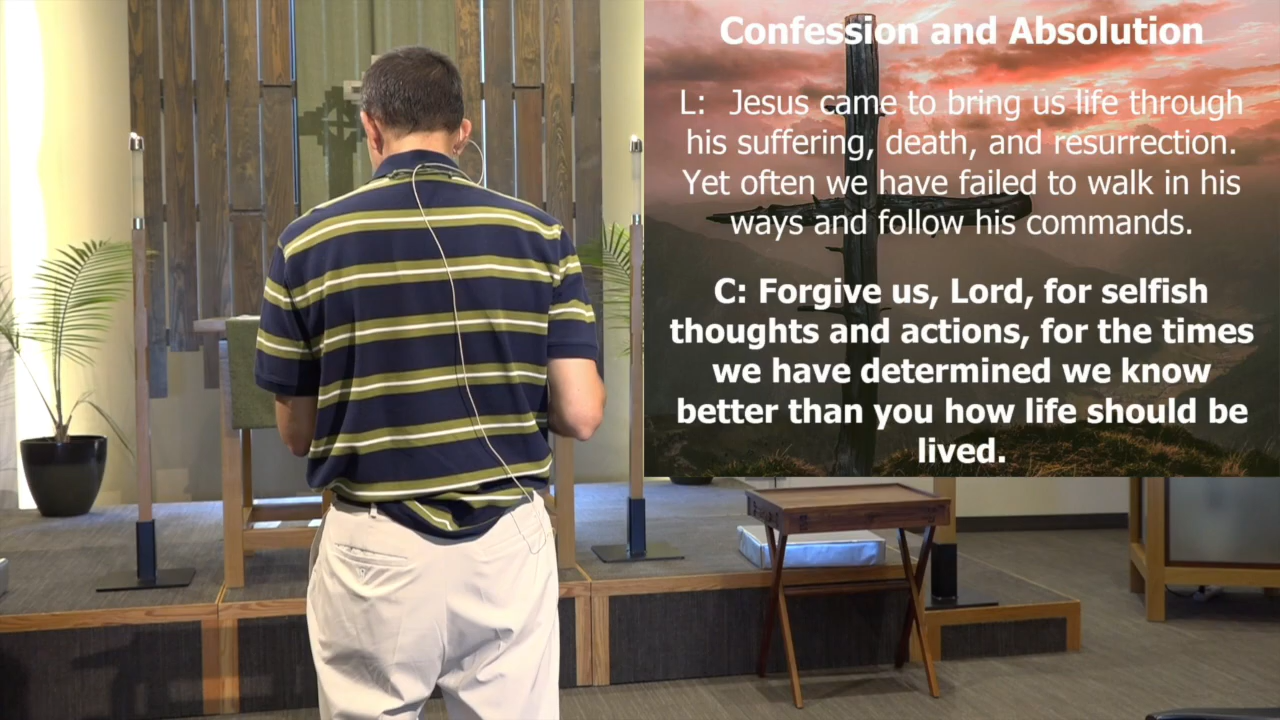 Confession and Absolution
L: Jesus came to bring us life through
his suffering, death, and resurrection.
Yet often we have failed to walk in his
ways and follow his commands.
C: Forgive us, Lord, for selfish
thoughts and actions, for the times
we have determined we know
better than you how life should be
lived.